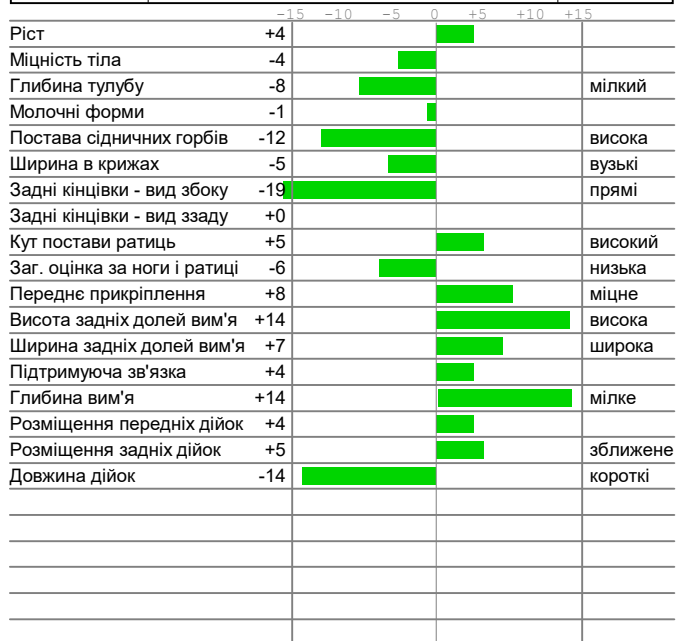 -15 -10 -5 0 +5 +10 +15
Ріст +4
Міцність тіла -4
Глибина тулубу -8 мілкий
Молочні форми -1
Постава сідничних горбів -12 висока
Ширина в крижах -5 вузькі
Задні кінцівки - вид збоку -19 прямі
Задні кінцівки - вид ззаду +0
Кут постави ратиць +5 високий
Заг. оцінка за ноги і ратиці -6 низька
Переднє прикріплення +8 міцне
Висота задніх долей вим'я +14 висока
Ширина задніх долей вим'я +7 широка
Підтримуюча зв'язка +4
Глибина вим'я +14 мілке
Розміщення передніх дійок +4
Розміщення задніх дійок +5 зближене
Довжина дійок -14 короткі